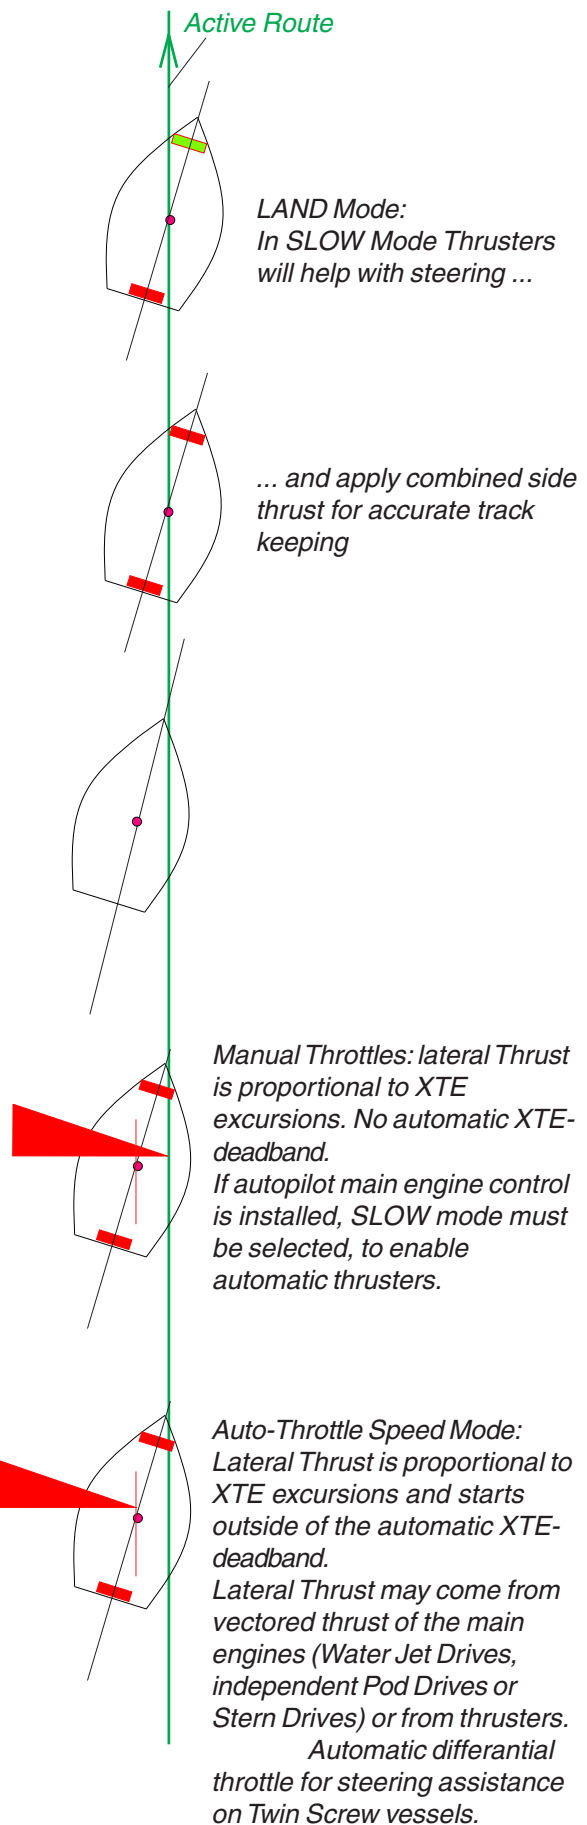 Active Route
LAND Mode:
In SLOW Mode Thrusters
will help with steering ...
... and apply combined side
thrust for accurate track
keeping
Manual Throttles: lateral Thrust
is proportional to XTE
excursions. No automatic XTE-
deadband.
If autopilot main engine control
is installed, SLOW mode must
be selected, to enable
automatic thrusters.
Auto-Throttle Speed Mode:
Lateral Thrust is proportional to
XTE excursions and starts
outside of the automatic XTE-
deadband.
Lateral Thrust may come from
vectored thrust of the main
engines (Water Jet Drives,
independent Pod Drives or
Stern Drives) or from thrusters.
Automatic differantial
throttle for steering assistance
on Twin Screw vessels.